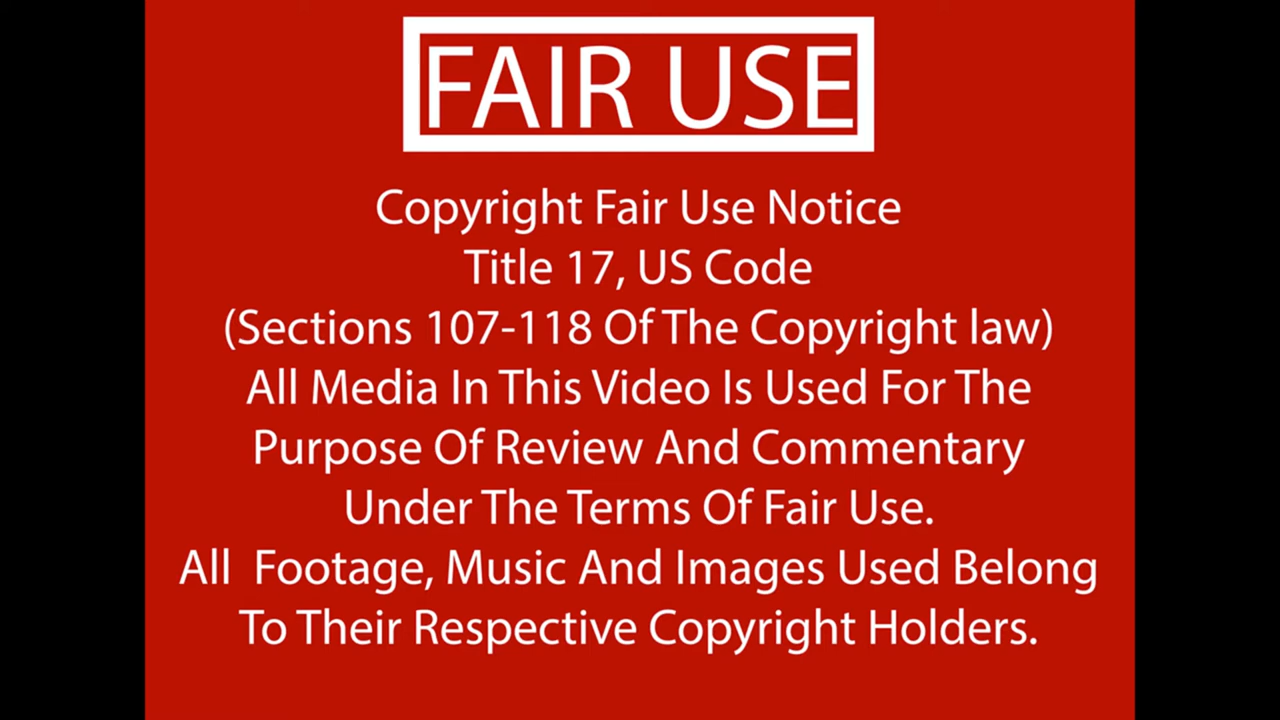 FAIR USE
Copyright Fair Use Notice
Title 17, US Code
(Sections 107-118 Of The Copyright law)
All Media In This Video Is Used For The
Purpose Of Review And Commentary
Under The Terms Of Fair Use.
All  Footage, Music And Images Used Belong
To Their Respective Copyright Holders.